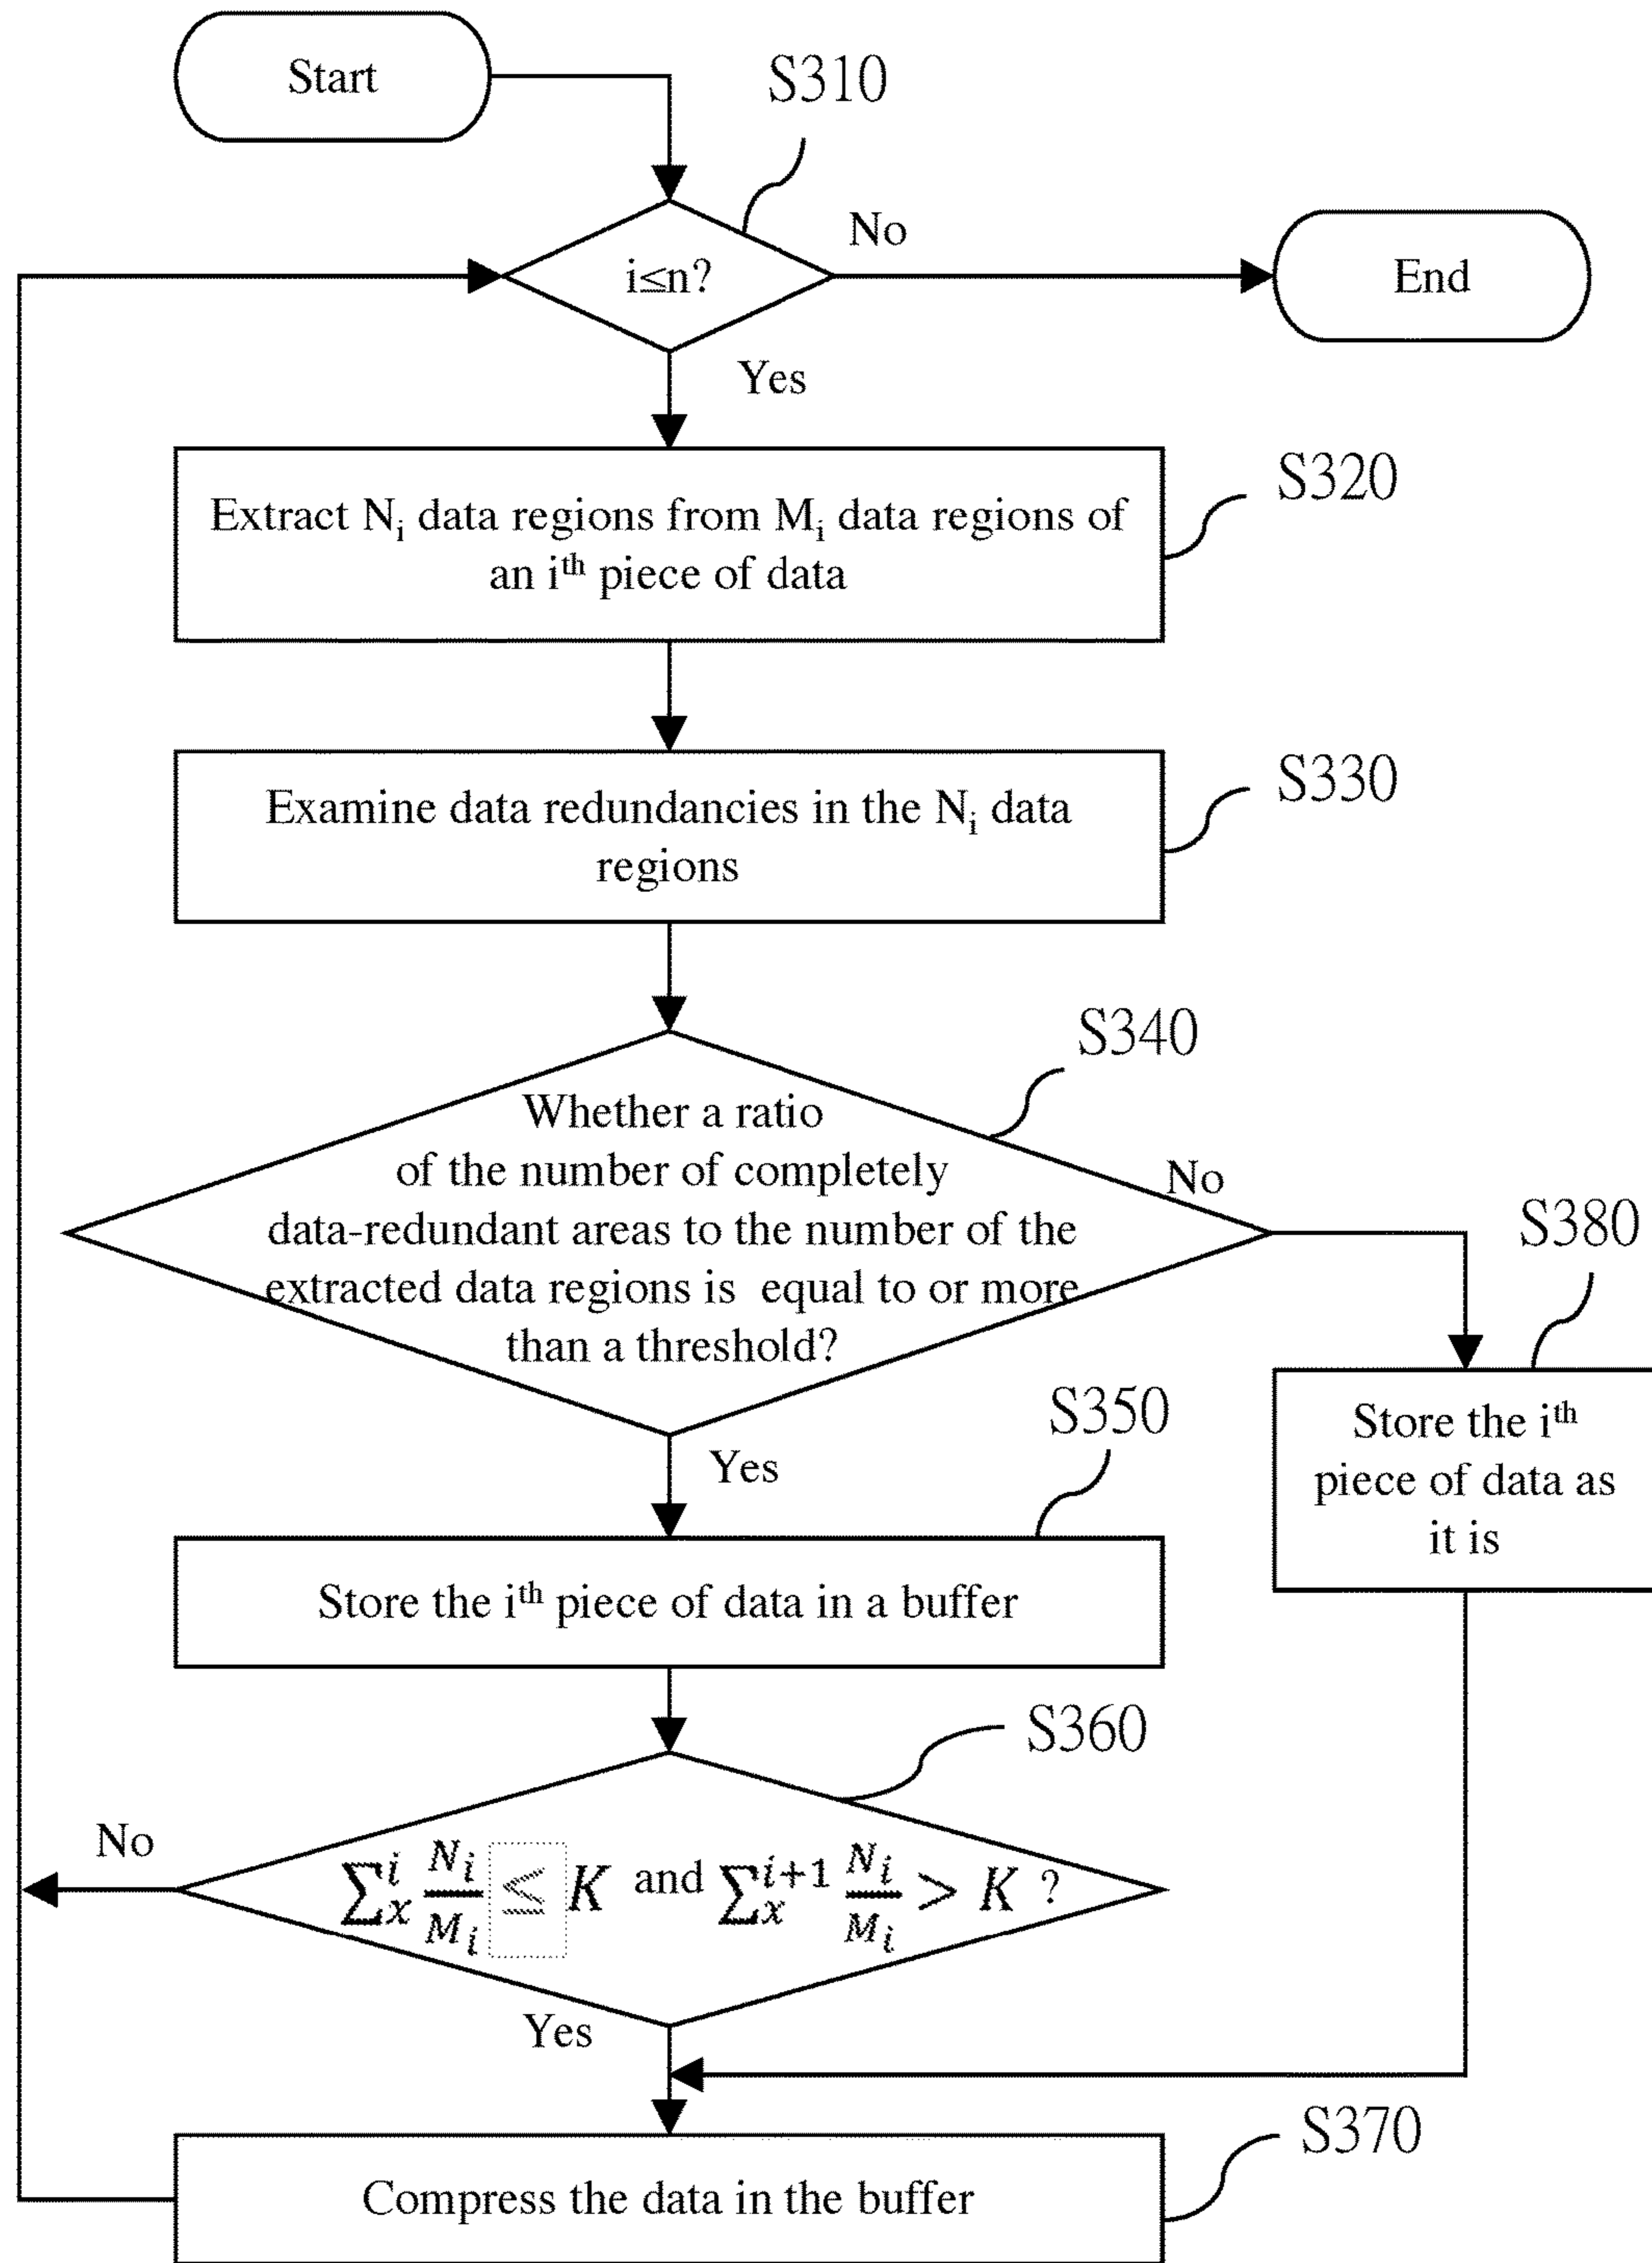 Start
S310
i≤n?
No
End
Yes
S320
Extract Nᵢ data regions from Mᵢ data regions of
an iᵗʰ piece of data
S330
Examine data redundancies in the Nᵢ data
regions
S340
Whether a ratio
of the number of completely
data-redundant areas to the number of the
extracted data regions is equal to or more
than a threshold?
No
S380
Store the iᵗʰ
piece of data as
it is
Yes
S350
Store the iᵗʰ piece of data in a buffer
S360
No
∑ₓⁱ Nᵢ/Mᵢ ≤ K and ∑ₓⁱ⁺¹ Nᵢ/Mᵢ > K ?
Yes
S370
Compress the data in the buffer